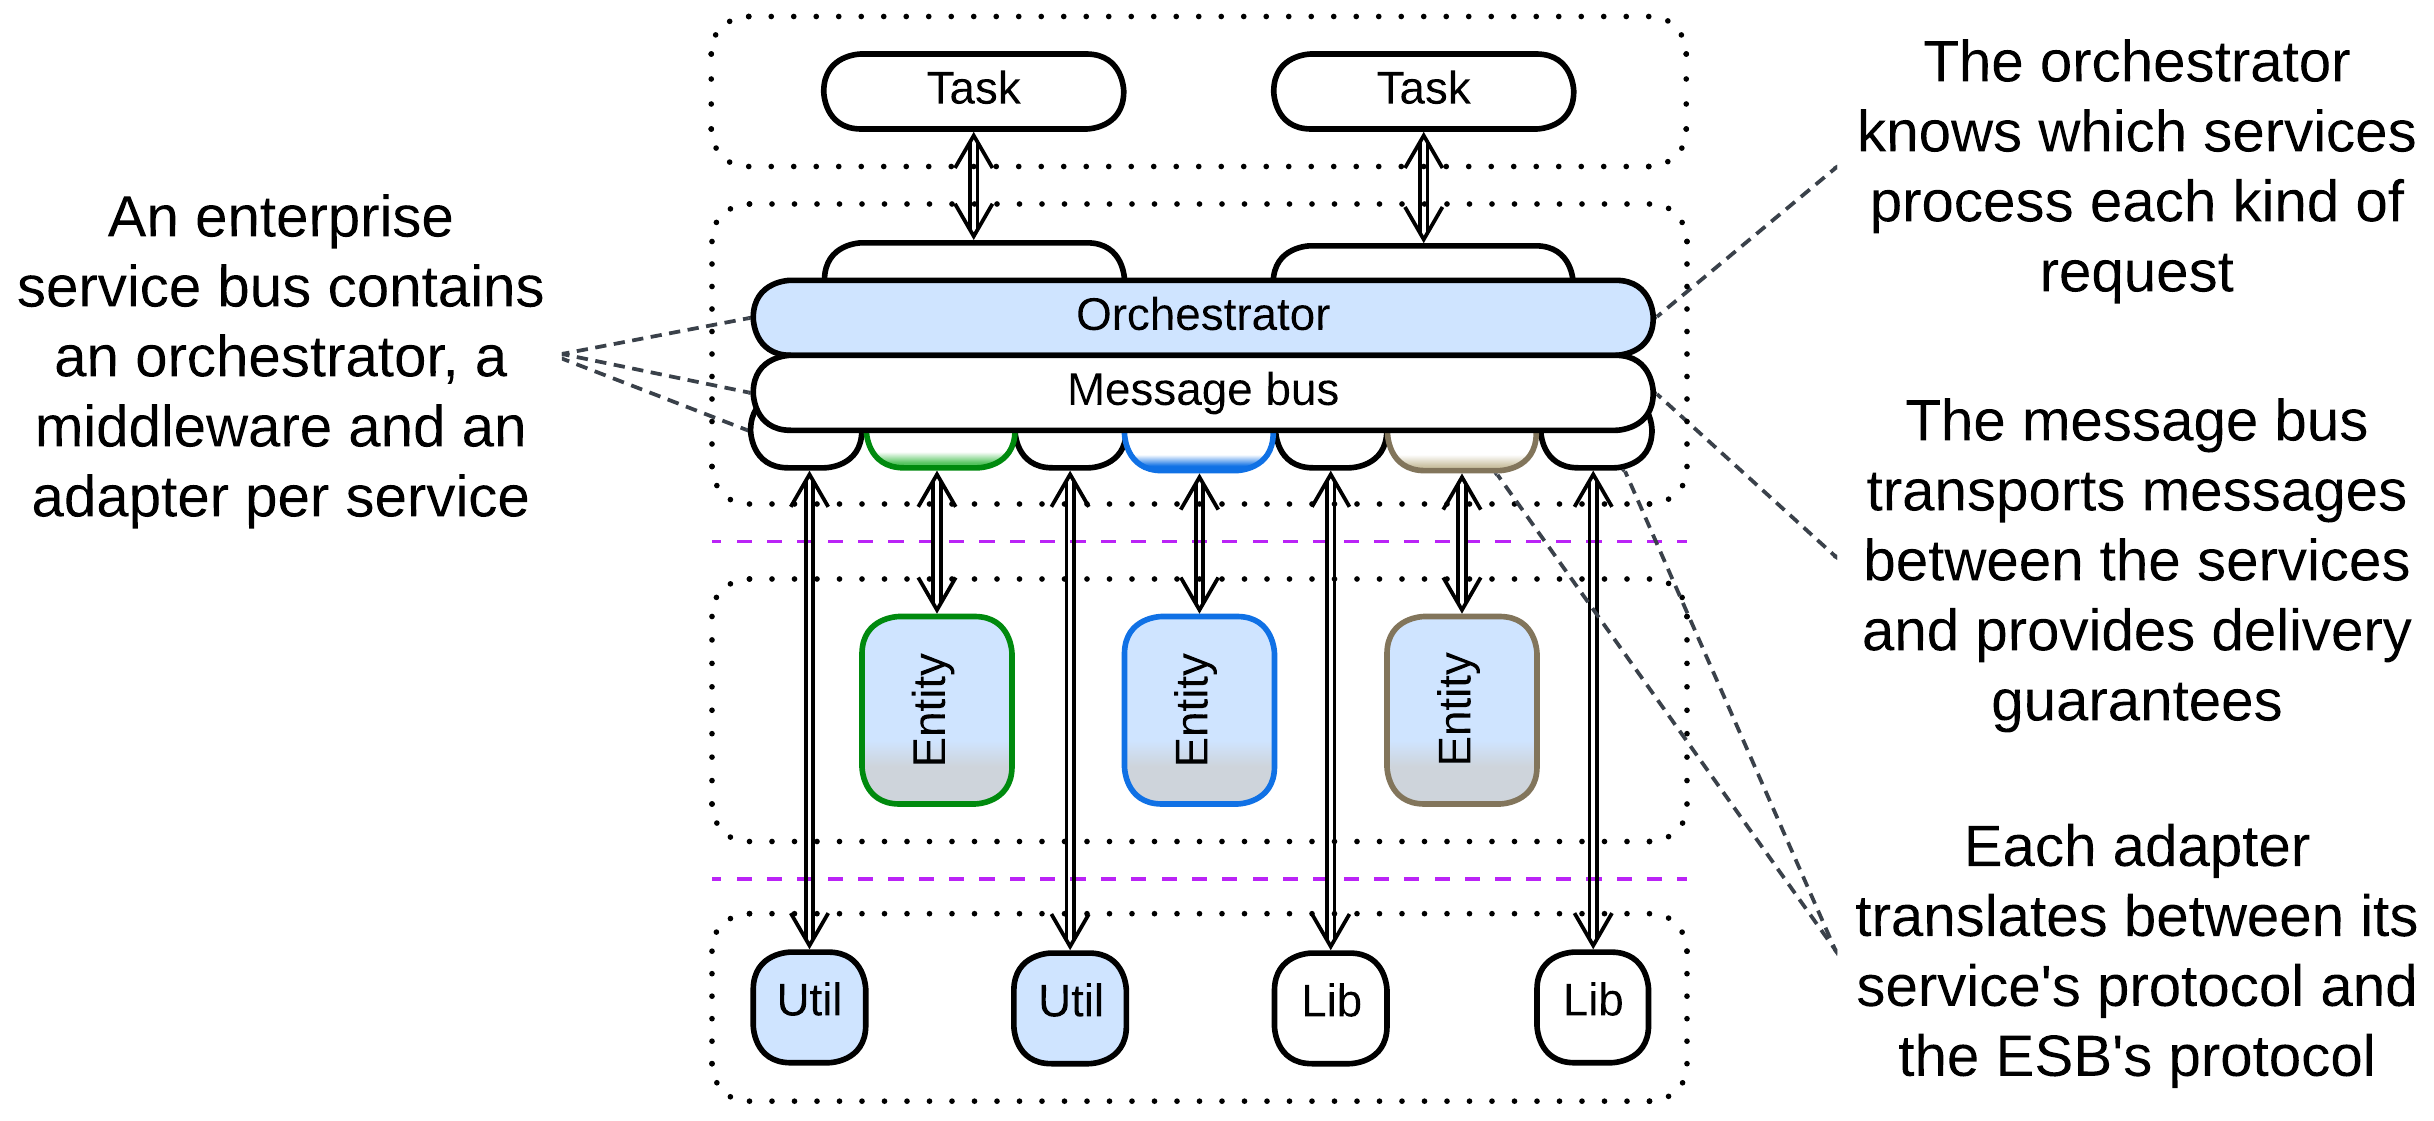 Task
Task
An enterprise
service bus contains
an orchestrator, a
middleware and an
adapter per service
Orchestrator
Message bus
The orchestrator
knows which services
process each kind of
request
The message bus
transports messages
between the services
and provides delivery
guarantees
Entity
Entity
Entity
Each adapter
translates between its
service's protocol and
the ESB's protocol
Util
Util
Lib
Lib